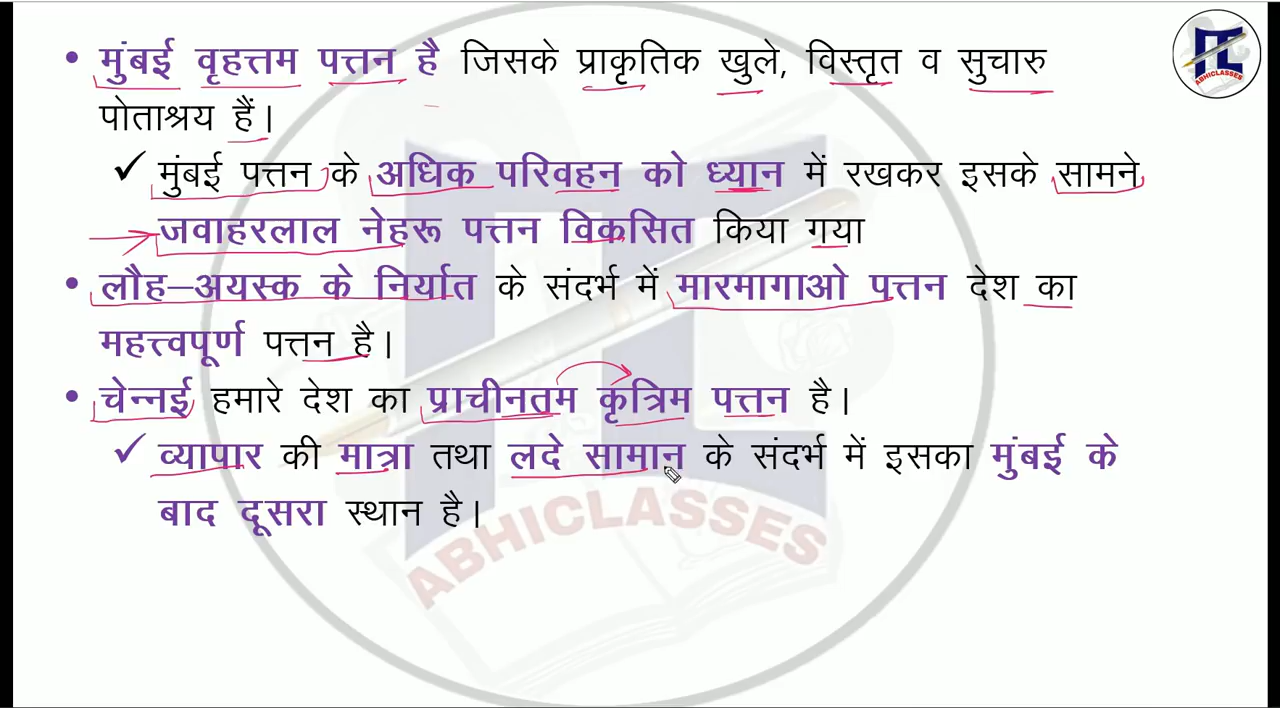 • मुंबई वृहत्तम पत्तन है जिसके प्राकृतिक खुले, विस्तृत व सुचारु
पोताश्रय हैं।
✓ मुंबई पत्तन के अधिक परिवहन को ध्यान में रखकर इसके सामने
जवाहरलाल नेहरू पत्तन विकसित किया गया
• लौह–अयस्क के निर्यात के संदर्भ में मारमागाओ पत्तन देश का
महत्त्वपूर्ण पत्तन है।
• चेन्नई हमारे देश का प्राचीनतम कृत्रिम पत्तन है।
✓ व्यापार की मात्रा तथा लदे सामान के संदर्भ में इसका मुंबई के
बाद दूसरा स्थान है।
ABHICLASSES
ABHICLASSES